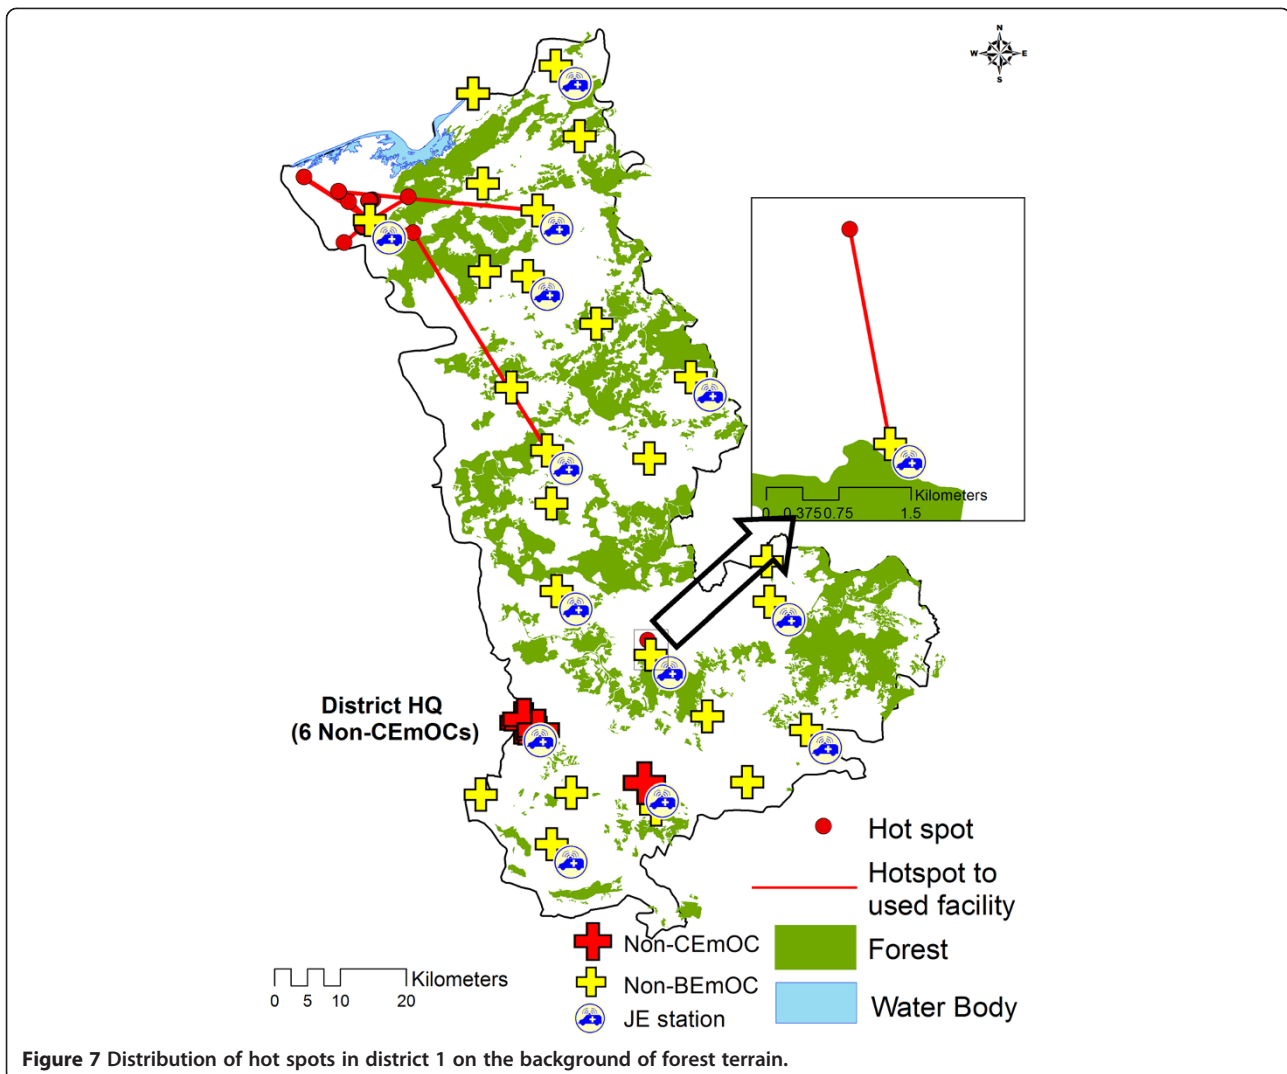 N
W E
S
Kilometers
0 0.375 0.75 1.5
District HQ
(6 Non-CEmOCs)
Hot spot
Hotspot to
used facility
Non-CEmOC
Forest
Kilometers
0 5 10 20
Non-BEmOC
Water Body
JE station
Figure 7 Distribution of hot spots in district 1 on the background of forest terrain.